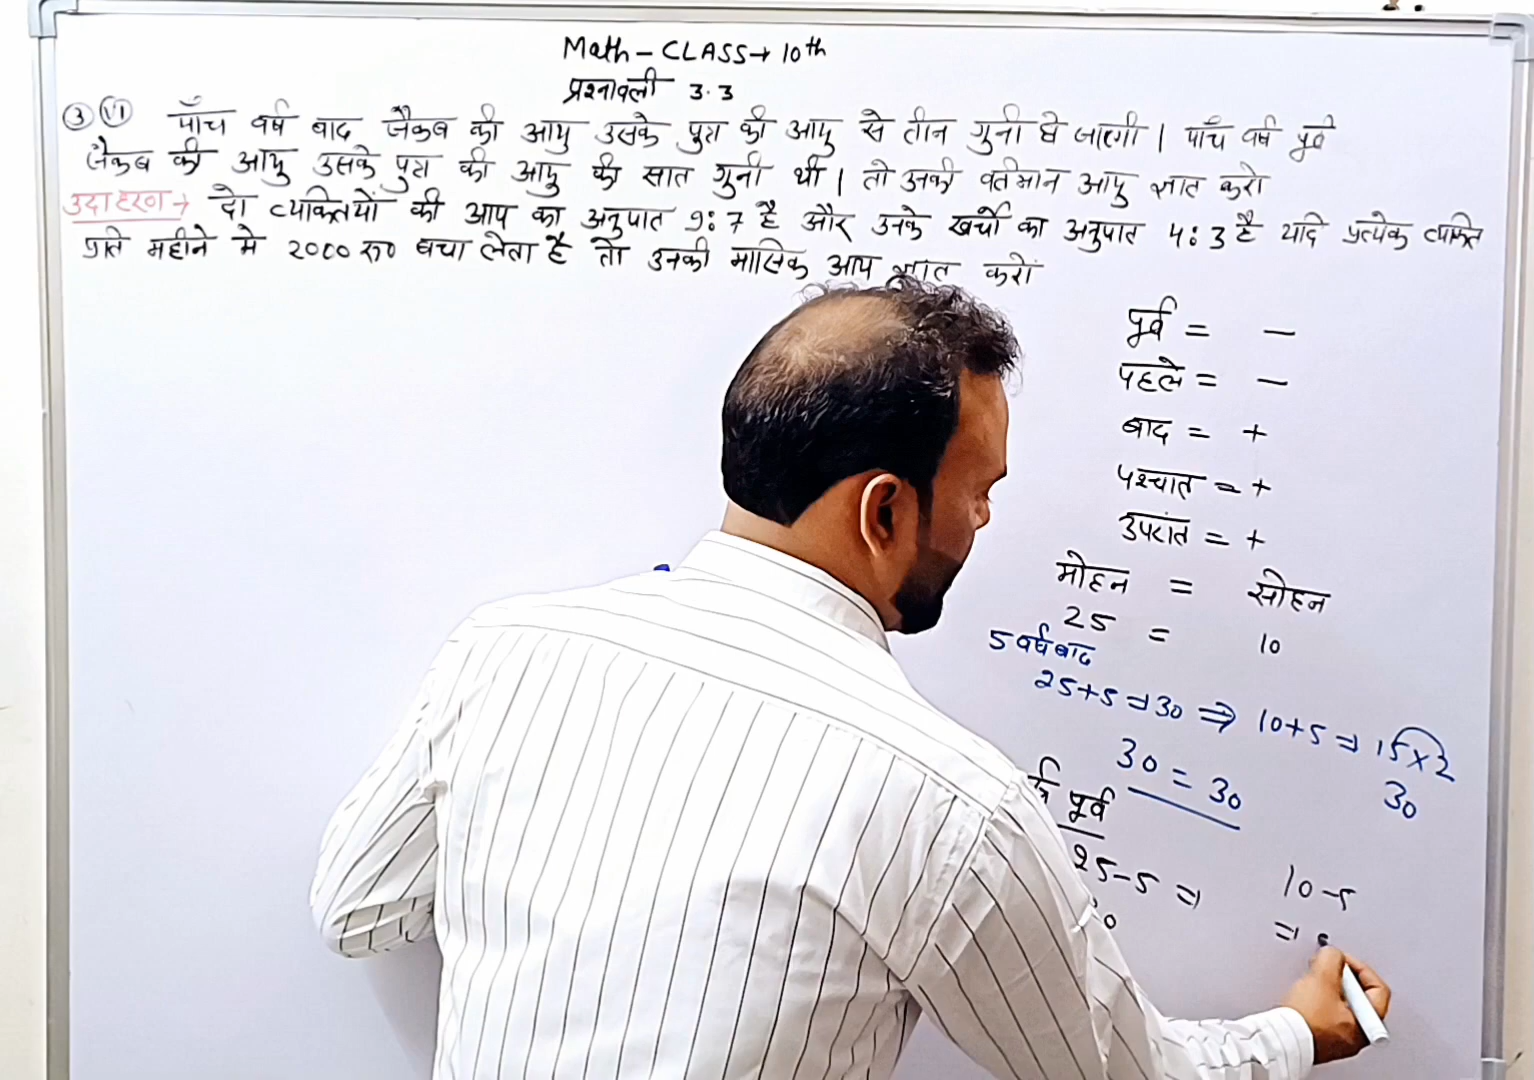 Math - CLASS → 10th
प्रश्नावली 3.3
③ (VI) पाँच वर्ष बाद जैकब की आयु उसके पुत्र की आयु से तीन गुनी हो जाएगी। पाँच वर्ष पूर्व
जैकब की आयु उसके पुत्र की आयु की सात गुनी थी। तो उनकी वर्तमान आयु ज्ञात करो
उदाहरण → दो व्यक्तियों की आय का अनुपात 9:7 है और उनके खर्चो का अनुपात 4:3 है यदि प्रत्येक व्यक्ति
प्रति महीने मे 2000 रू० बचा लेता है तो उनकी मासिक आय ज्ञात करों
पूर्व = –
पहले = –
बाद = +
पश्चात = +
उपरांत = +
मोहन = सोहन
25 = 10
5 वर्ष बाद
25+5 ⇒ 30 ⇒ 10+5 ⇒ 15×2
30 = 30 30
पूर्व
25-5 ⇒ 10-5
⇒